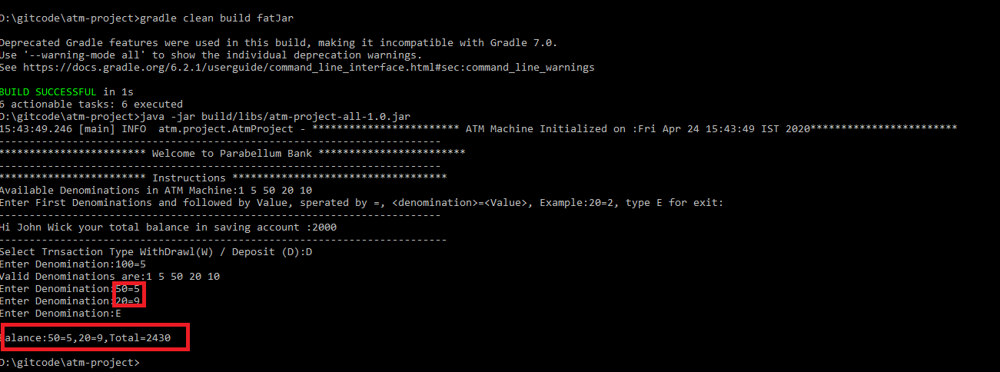 D:\gitcode\atm-project>gradle clean build fatJar
Deprecated Gradle features were used in this build, making it incompatible with Gradle 7.0.
Use '--warning-mode all' to show the individual deprecation warnings.
See https://docs.gradle.org/6.2.1/userguide/command_line_interface.html#sec:command_line_warnings
BUILD SUCCESSFUL in 1s
6 actionable tasks: 6 executed
D:\gitcode\atm-project>java -jar build/libs/atm-project-all-1.0.jar
15:43:49.246 [main] INFO  atm.project.AtmProject - ************************ ATM Machine Initialized on :Fri Apr 24 15:43:49 IST 2020************************
------------------------------------------------------------------------
************************ Welcome to Parabellum Bank ************************
------------------------------------------------------------------------
************************ Instructions ***********************************
Available Denominations in ATM Machine:1 5 50 20 10
Enter First Denominations and followed by Value, sperated by =, <denomination>=<Value>, Example:20=2, type E for exit:
------------------------------------------------------------------------
Hi John Wick your total balance in saving account :2000
-------------------------------------------------------------------------
Select Trnsaction Type WithDrawl(W) / Deposit (D):D
Enter Denomination:100=5
Valid Denominations are:1 5 50 20 10
Enter Denomination:50=5
Enter Denomination:20=9
Enter Denomination:E
Balance:50=5,20=9,Total=2430
D:\gitcode\atm-project>